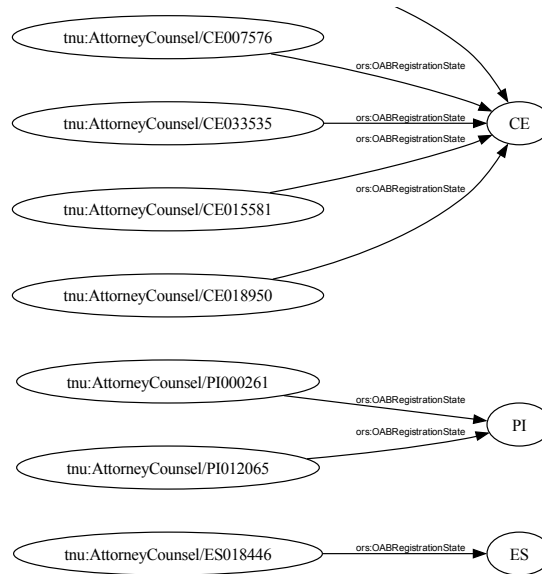 tnu:AttorneyCounsel/CE007576
ors:OABRegistrationState
tnu:AttorneyCounsel/CE033535
ors:OABRegistrationState
CE
ors:OABRegistrationState
tnu:AttorneyCounsel/CE015581
ors:OABRegistrationState
tnu:AttorneyCounsel/CE018950
tnu:AttorneyCounsel/PI000261
ors:OABRegistrationState
PI
ors:OABRegistrationState
tnu:AttorneyCounsel/PI012065
tnu:AttorneyCounsel/ES018446
ors:OABRegistrationState
ES